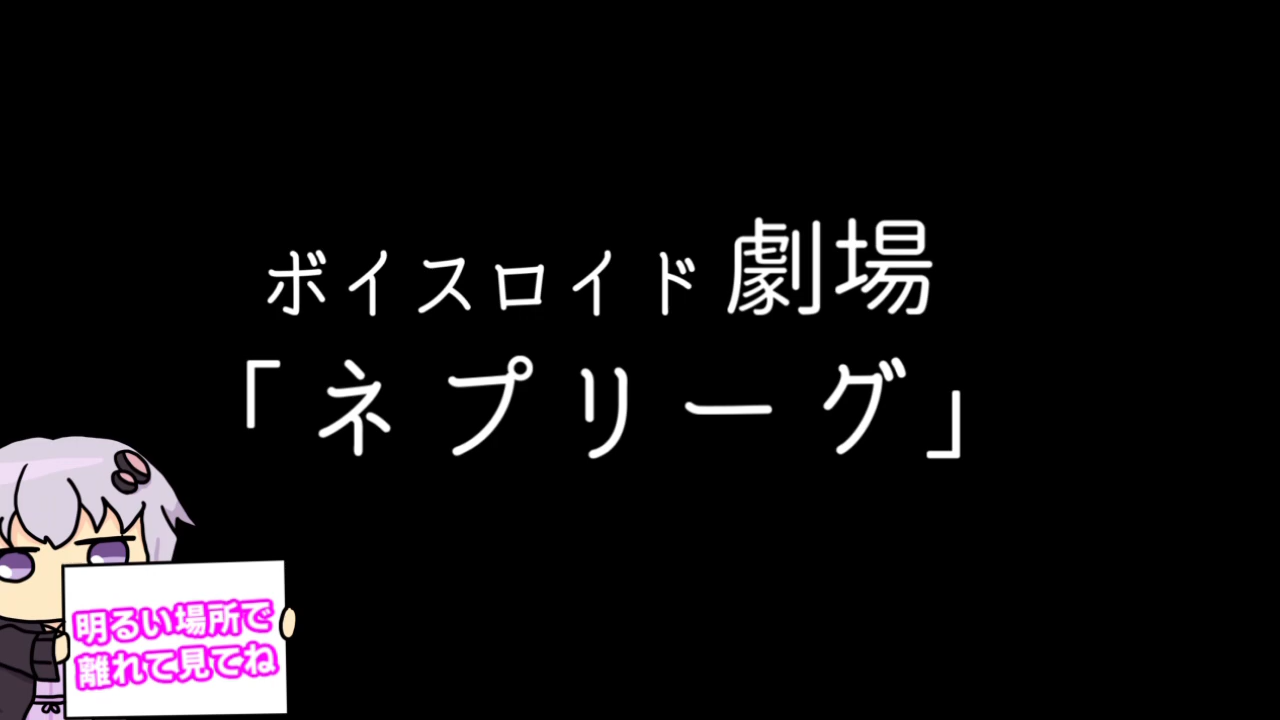 ボイスロイド劇場
「ネプリーグ」
明るい場所で
離れて見てね